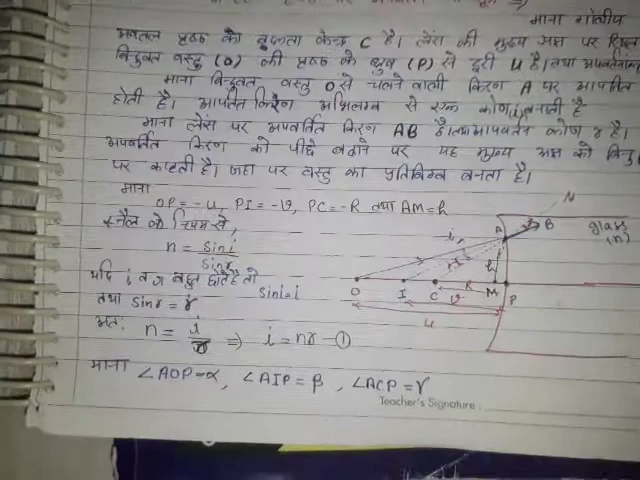 माना गोलीय
अवतल पृष्ठ का वक्रता केन्द्र C है। लेंस की मुख्य अक्ष पर स्थित
बिन्दुवत वस्तु (O) की पृष्ठ के ध्रुव (P) से दूरी u है। तथा
माना बिन्दुवत वस्तु O से चलने वाली किरण A पर आपतित
होती है। आपतित किरण अभिलम्ब से एक कोण i बनाती है
माना लेंस पर अपवर्तित किरण AB है। तथा अपवर्तन कोण r है।
अपवर्तित किरण को पीछे बढ़ाने पर यह मुख्य अक्ष को बिन्दु
पर काटती है। जहा पर वस्तु का प्रतिबिम्ब बनता है।
माना
OP = -u, PI = -v, PC = -R तथा AM = h
स्नैल के नियम से,
n = sin i / sin r
यदि i व r बहुत छोटे है तो
sin i = i
तथा sin r = r
अतः n = i / r ⇒ i = nr - ①
माना ∠AOP = α, ∠AIP = β, ∠ACP = γ
N
A
B
glass
(n)
i
r
h
O
I
C
M
P
R
v
u
Teacher's Signature :